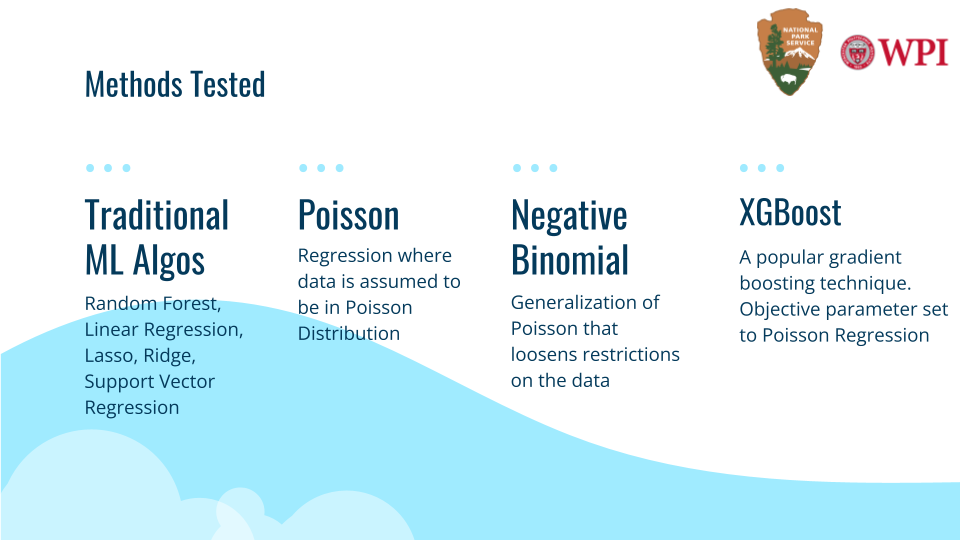 NATIONAL
PARK
SERVICE
WPI
Methods Tested
Traditional
ML Algos
Random Forest,
Linear Regression,
Lasso, Ridge,
Support Vector
Regression
Poisson
Regression where
data is assumed to
be in Poisson
Distribution
Negative
Binomial
Generalization of
Poisson that
loosens restrictions
on the data
XGBoost
A popular gradient
boosting technique.
Objective parameter set
to Poisson Regression